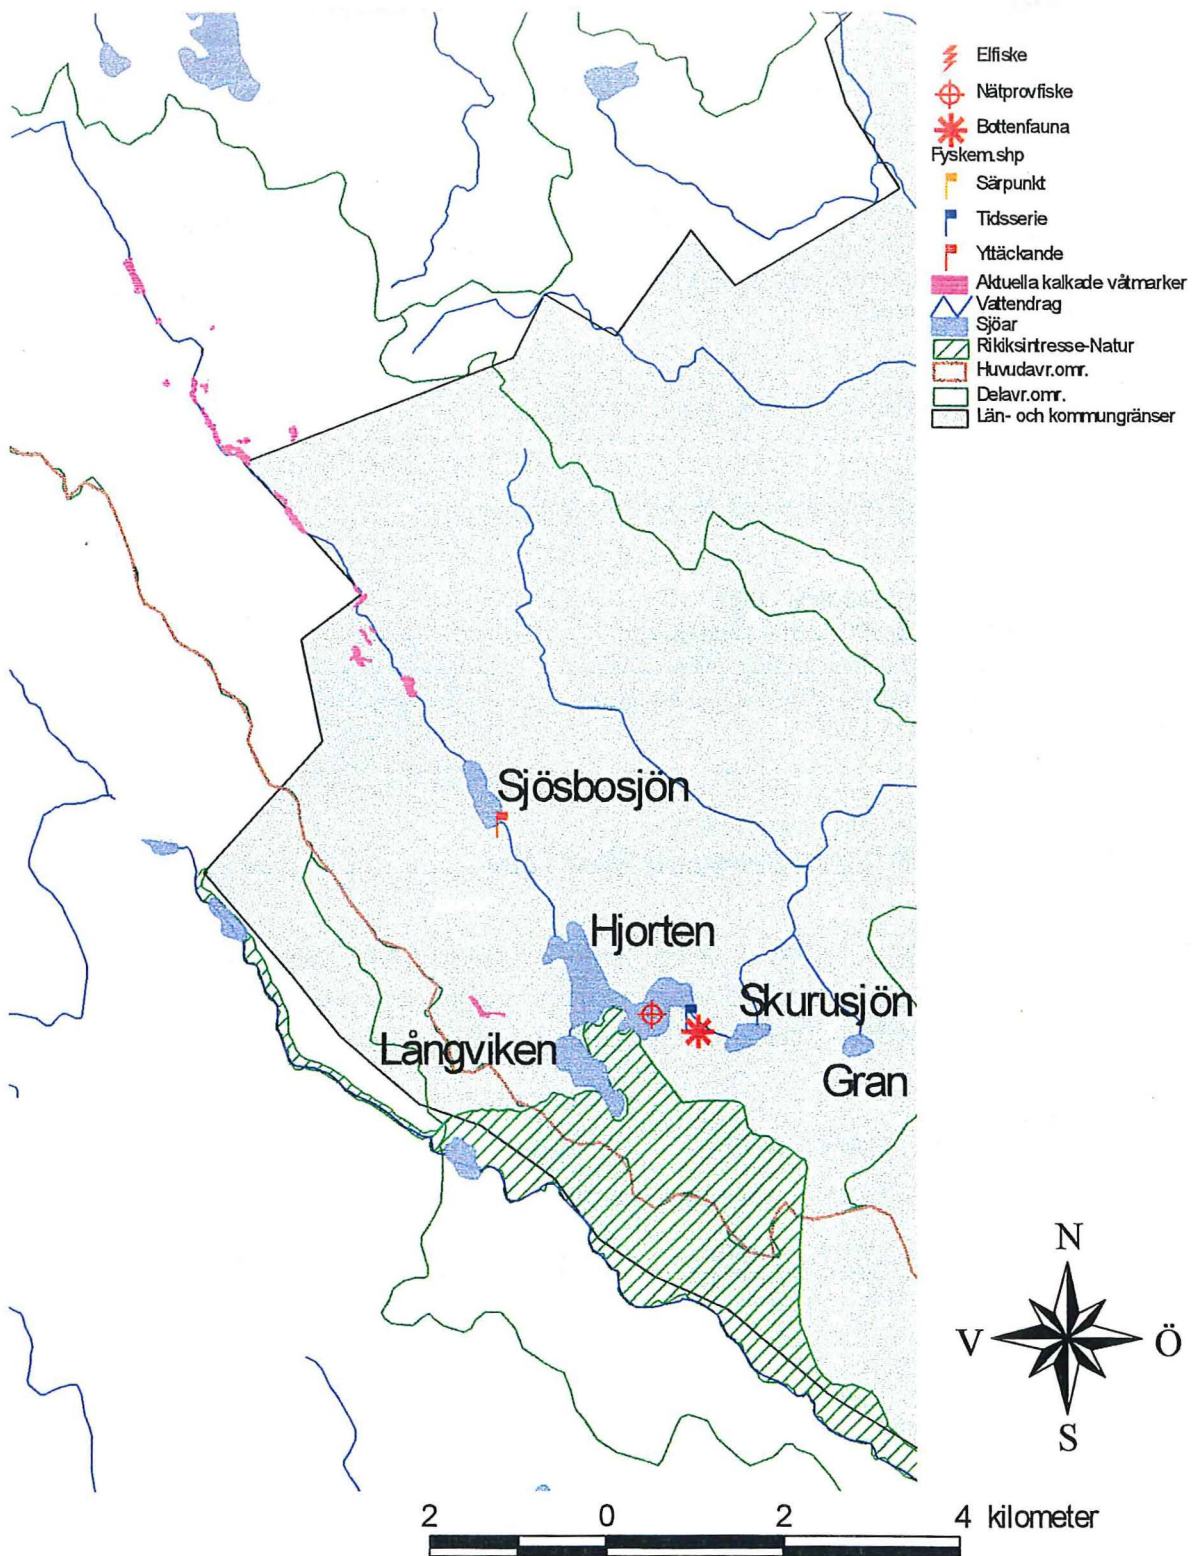 Elfiske
Nätprovfiske
Bottenfauna
Fyskem.shp
Särpunkt
Tidsserie
Yttäckande
Aktuella kalkade våtmarker
Vattendrag
Sjöar
Rikiksintresse-Natur
Huvudavr.omr.
Delavr.omr.
Län- och kommungränser
Sjösbosjön
Hjorten
Skurusjön
Långviken
Gran
N
V Ö
S
2 0 2 4 kilometer